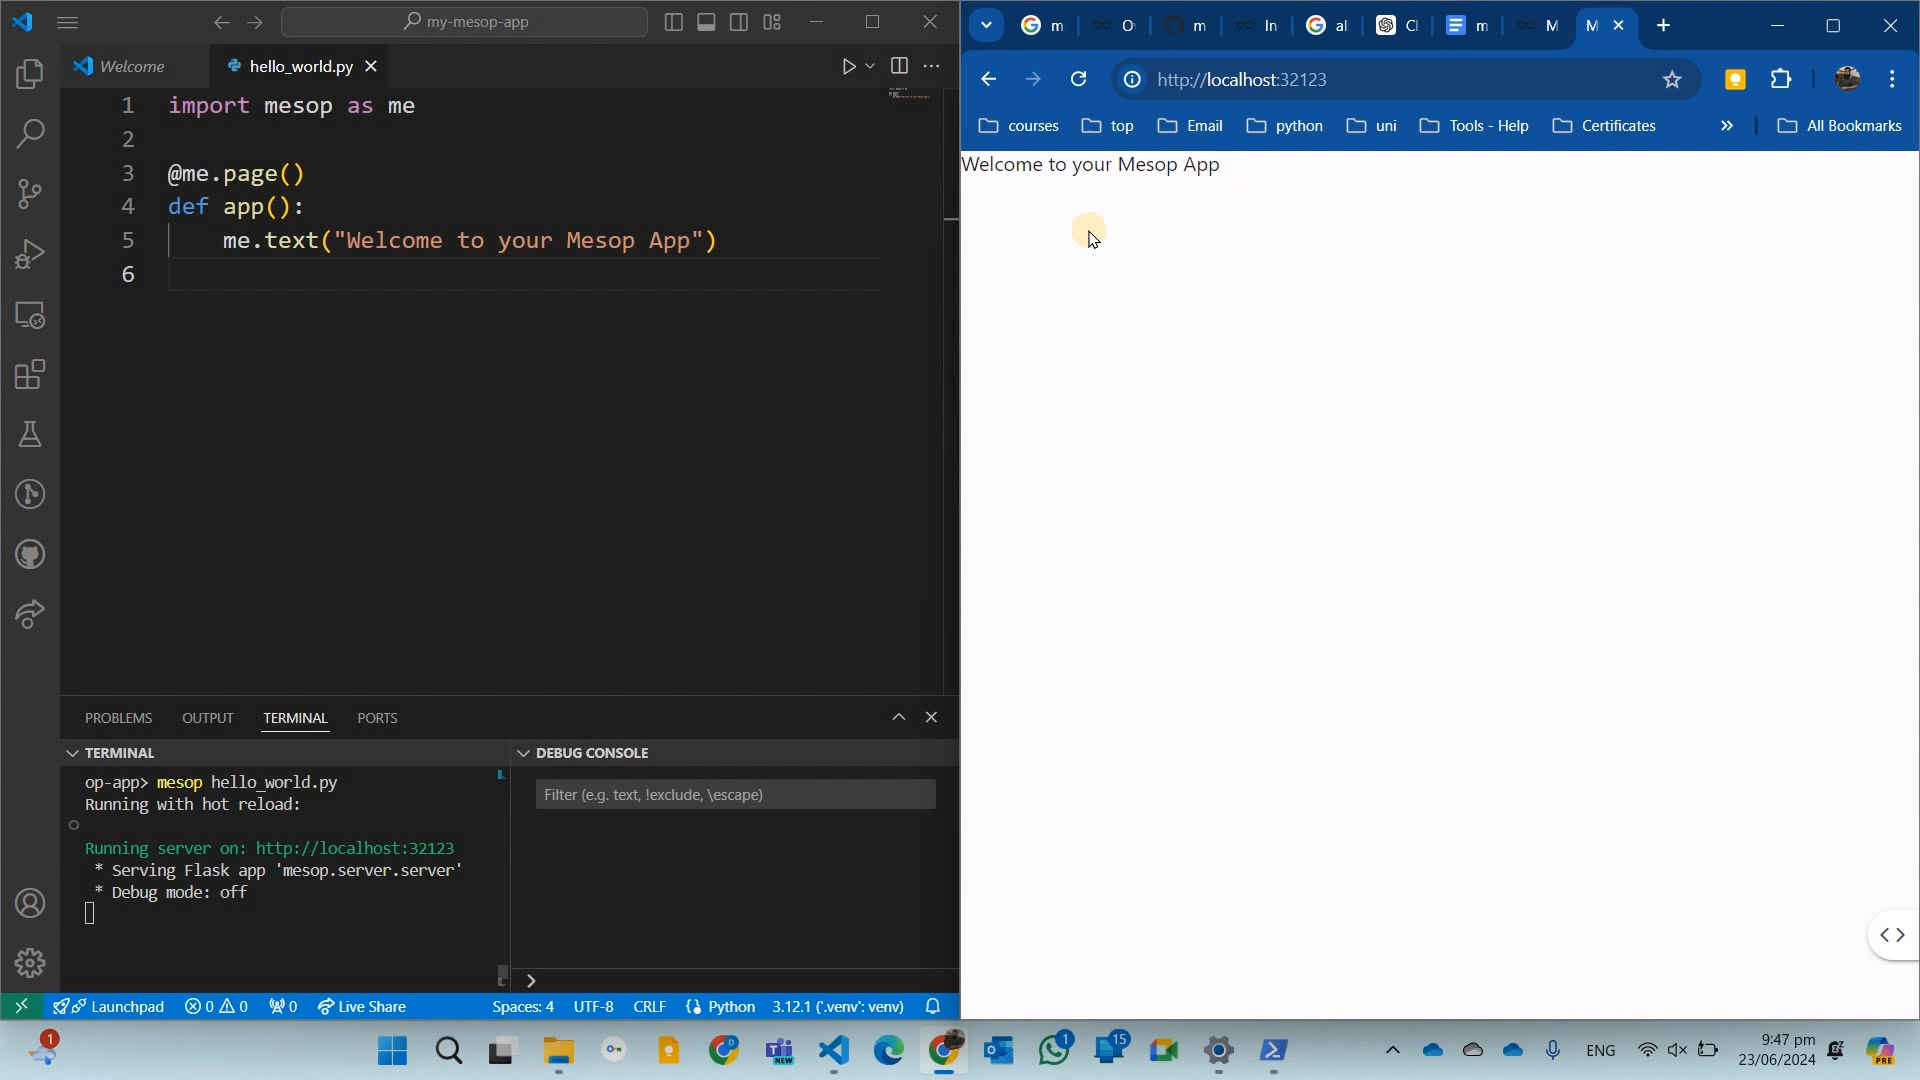 my-mesop-app
Welcome
hello_world.py
1 import mesop as me
2
3 @me.page()
4 def app():
5 me.text("Welcome to your Mesop App")
6
PROBLEMS OUTPUT TERMINAL PORTS
TERMINAL
op-app> mesop hello_world.py
Running with hot reload:
Running server on: http://localhost:32123
* Serving Flask app 'mesop.server.server'
* Debug mode: off
DEBUG CONSOLE
Filter (e.g. text, !exclude, \escape)
Launchpad 0 0 0 Live Share Spaces: 4 UTF-8 CRLF Python 3.12.1 ('.venv': venv)
m O m In al Cl m M M
http://localhost:32123
courses top Email python uni Tools - Help Certificates All Bookmarks
Welcome to your Mesop App
1 NEW 1 15 ENG 9:47 pm PRE
23/06/2024